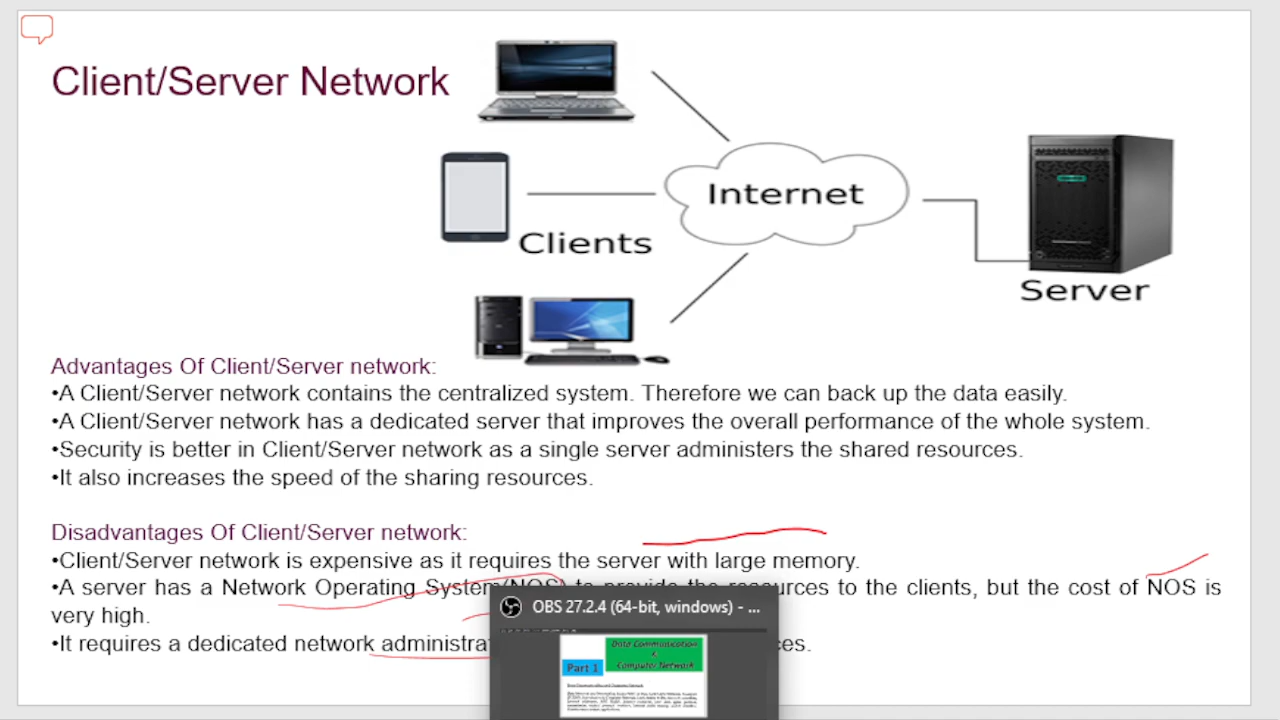 Client/Server Network
Internet
Clients
Server
Advantages Of Client/Server network:
•A Client/Server network contains the centralized system. Therefore we can back up the data easily.
•A Client/Server network has a dedicated server that improves the overall performance of the whole system.
•Security is better in Client/Server network as a single server administers the shared resources.
•It also increases the speed of the sharing resources.
Disadvantages Of Client/Server network:
•Client/Server network is expensive as it requires the server with large memory.
•A server has a Network Operating System(NOS) to provide the resources to the clients, but the cost of NOS is
very high.
•It requires a dedicated network
OBS 27.2.4 (64-bit, windows) - ...
Data Communication
&
Computer Network
Part 1